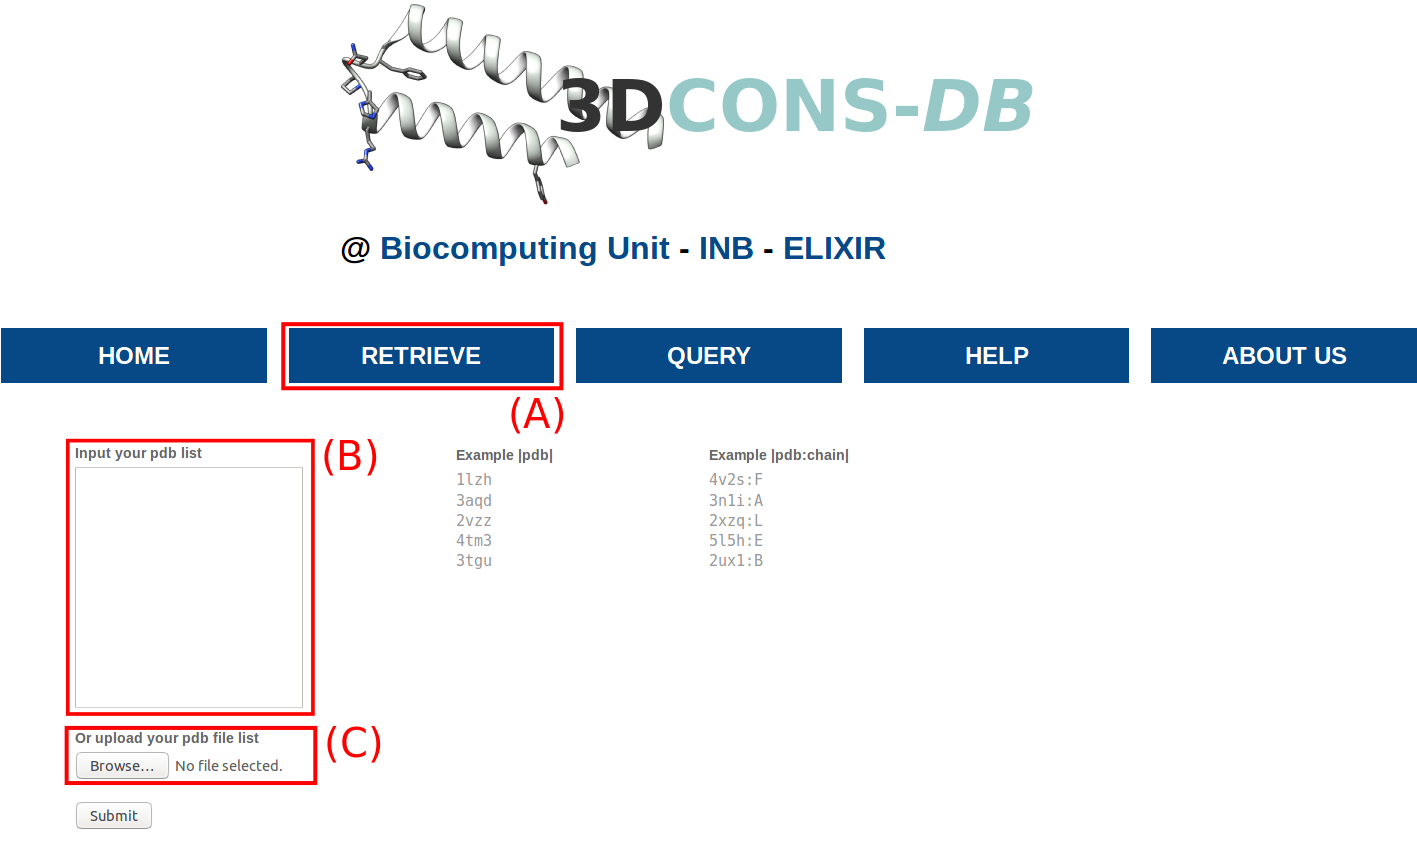 3DCONS-DB
@ Biocomputing Unit - INB - ELIXIR
HOME
RETRIEVE
QUERY
HELP
ABOUT US
(A)
Input your pdb list
(B)
Example |pdb|
1lzh
3aqd
2vzz
4tm3
3tgu
Example |pdb:chain|
4v2s:F
3n1i:A
2xzq:L
5l5h:E
2ux1:B
Or upload your pdb file list
(C)
Browse... No file selected.
Submit